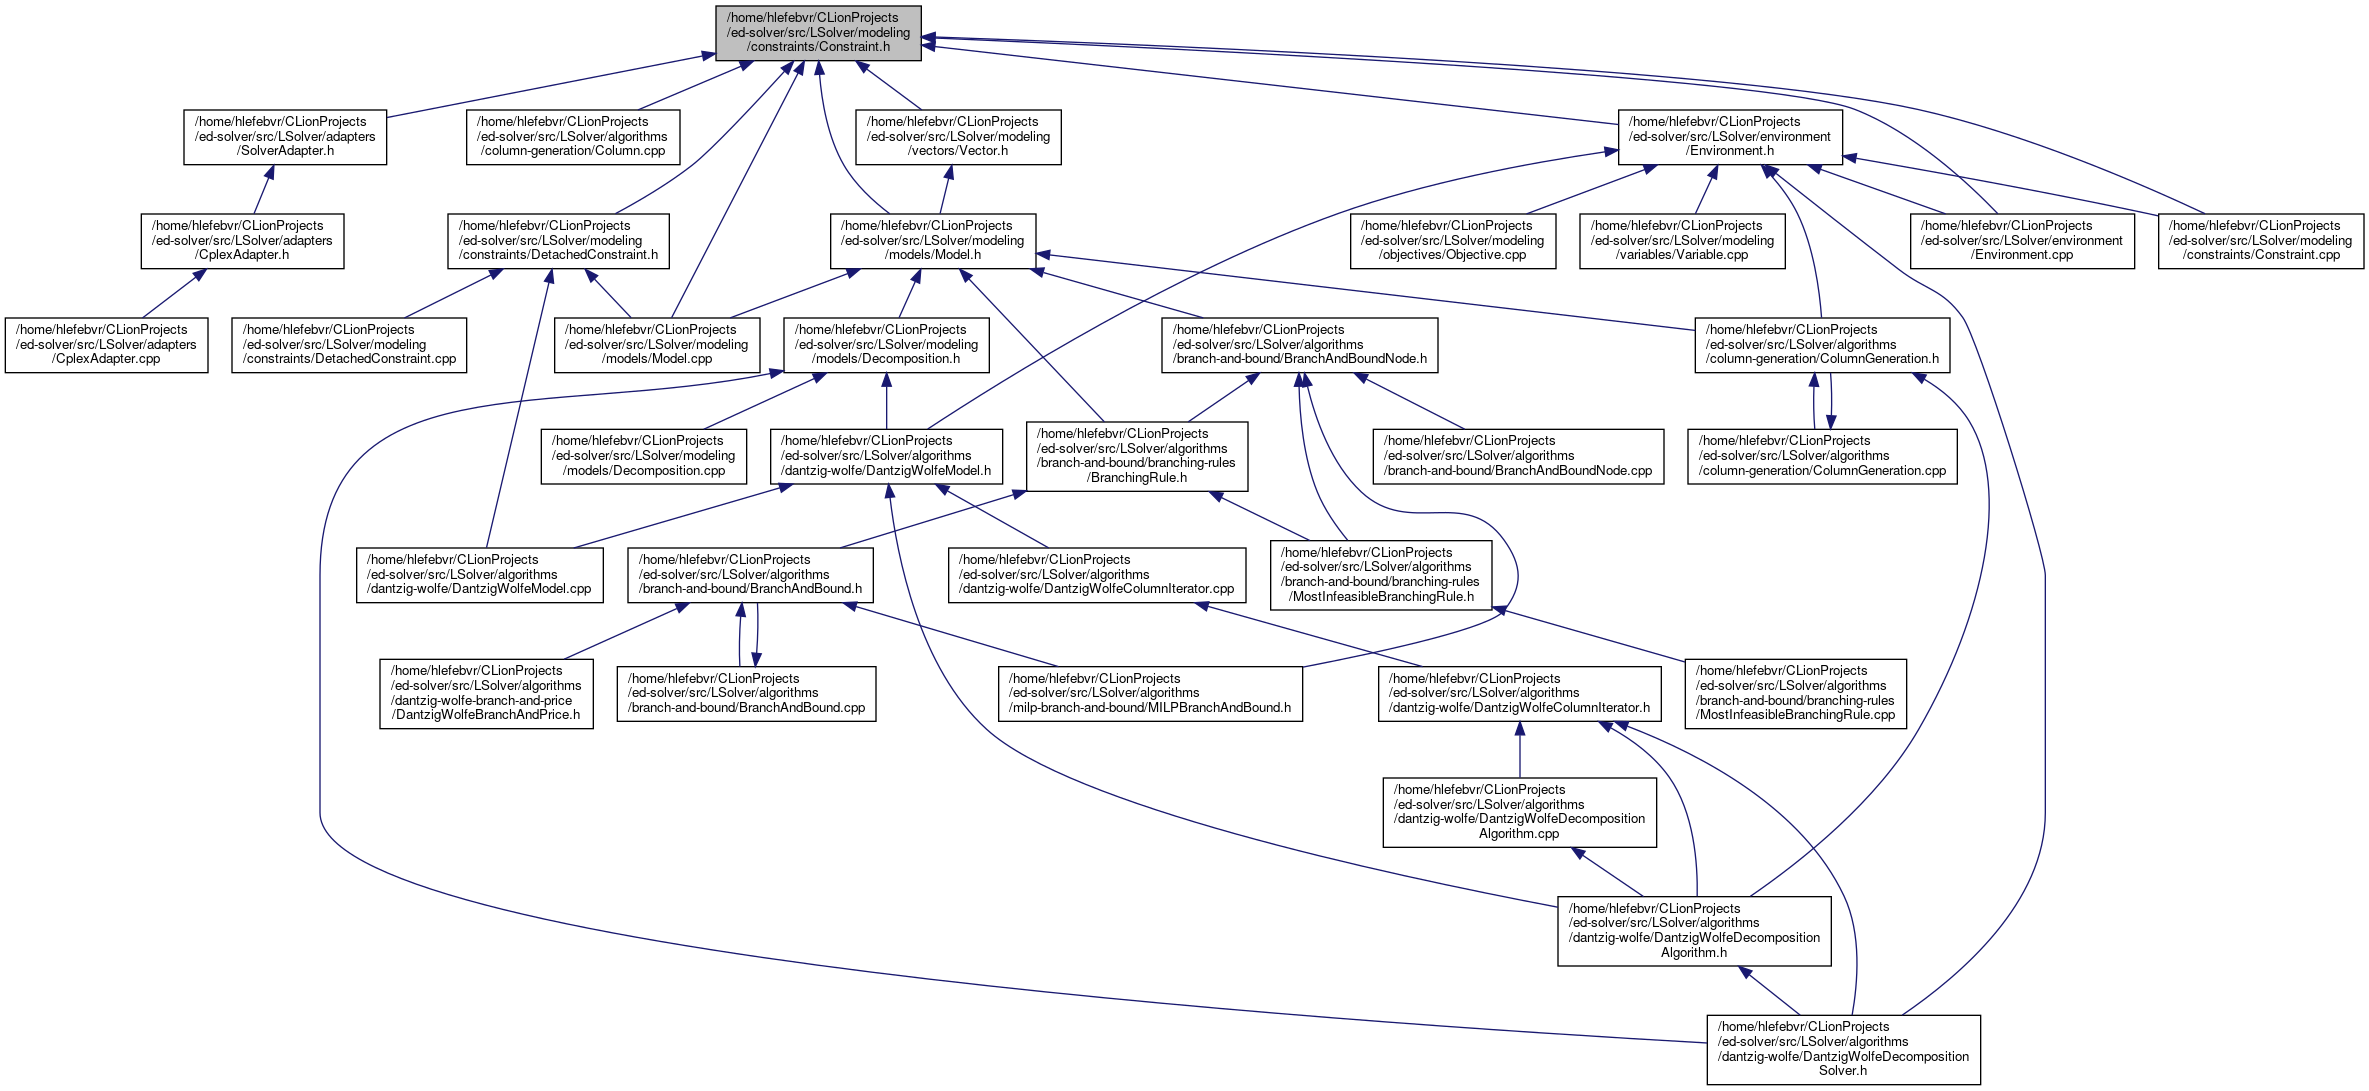 /home/hlefebvr/CLionProjects
/ed-solver/src/LSolver/modeling
/constraints/Constraint.h
/home/hlefebvr/CLionProjects
/ed-solver/src/LSolver/adapters
/SolverAdapter.h
/home/hlefebvr/CLionProjects
/ed-solver/src/LSolver/algorithms
/column-generation/Column.cpp
/home/hlefebvr/CLionProjects
/ed-solver/src/LSolver/modeling
/vectors/Vector.h
/home/hlefebvr/CLionProjects
/ed-solver/src/LSolver/environment
/Environment.h
/home/hlefebvr/CLionProjects
/ed-solver/src/LSolver/adapters
/CplexAdapter.h
/home/hlefebvr/CLionProjects
/ed-solver/src/LSolver/modeling
/constraints/DetachedConstraint.h
/home/hlefebvr/CLionProjects
/ed-solver/src/LSolver/modeling
/models/Model.h
/home/hlefebvr/CLionProjects
/ed-solver/src/LSolver/modeling
/objectives/Objective.cpp
/home/hlefebvr/CLionProjects
/ed-solver/src/LSolver/modeling
/variables/Variable.cpp
/home/hlefebvr/CLionProjects
/ed-solver/src/LSolver/environment
/Environment.cpp
/home/hlefebvr/CLionProjects
/ed-solver/src/LSolver/modeling
/constraints/Constraint.cpp
/home/hlefebvr/CLionProjects
/ed-solver/src/LSolver/adapters
/CplexAdapter.cpp
/home/hlefebvr/CLionProjects
/ed-solver/src/LSolver/modeling
/constraints/DetachedConstraint.cpp
/home/hlefebvr/CLionProjects
/ed-solver/src/LSolver/modeling
/models/Model.cpp
/home/hlefebvr/CLionProjects
/ed-solver/src/LSolver/modeling
/models/Decomposition.h
/home/hlefebvr/CLionProjects
/ed-solver/src/LSolver/algorithms
/branch-and-bound/BranchAndBoundNode.h
/home/hlefebvr/CLionProjects
/ed-solver/src/LSolver/algorithms
/column-generation/ColumnGeneration.h
/home/hlefebvr/CLionProjects
/ed-solver/src/LSolver/modeling
/models/Decomposition.cpp
/home/hlefebvr/CLionProjects
/ed-solver/src/LSolver/algorithms
/dantzig-wolfe/DantzigWolfeModel.h
/home/hlefebvr/CLionProjects
/ed-solver/src/LSolver/algorithms
/branch-and-bound/branching-rules
/BranchingRule.h
/home/hlefebvr/CLionProjects
/ed-solver/src/LSolver/algorithms
/branch-and-bound/BranchAndBoundNode.cpp
/home/hlefebvr/CLionProjects
/ed-solver/src/LSolver/algorithms
/column-generation/ColumnGeneration.cpp
/home/hlefebvr/CLionProjects
/ed-solver/src/LSolver/algorithms
/dantzig-wolfe/DantzigWolfeModel.cpp
/home/hlefebvr/CLionProjects
/ed-solver/src/LSolver/algorithms
/branch-and-bound/BranchAndBound.h
/home/hlefebvr/CLionProjects
/ed-solver/src/LSolver/algorithms
/dantzig-wolfe/DantzigWolfeColumnIterator.cpp
/home/hlefebvr/CLionProjects
/ed-solver/src/LSolver/algorithms
/branch-and-bound/branching-rules
/MostInfeasibleBranchingRule.h
/home/hlefebvr/CLionProjects
/ed-solver/src/LSolver/algorithms
/dantzig-wolfe-branch-and-price
/DantzigWolfeBranchAndPrice.h
/home/hlefebvr/CLionProjects
/ed-solver/src/LSolver/algorithms
/branch-and-bound/BranchAndBound.cpp
/home/hlefebvr/CLionProjects
/ed-solver/src/LSolver/algorithms
/milp-branch-and-bound/MILPBranchAndBound.h
/home/hlefebvr/CLionProjects
/ed-solver/src/LSolver/algorithms
/dantzig-wolfe/DantzigWolfeColumnIterator.h
/home/hlefebvr/CLionProjects
/ed-solver/src/LSolver/algorithms
/branch-and-bound/branching-rules
/MostInfeasibleBranchingRule.cpp
/home/hlefebvr/CLionProjects
/ed-solver/src/LSolver/algorithms
/dantzig-wolfe/DantzigWolfeDecomposition
Algorithm.cpp
/home/hlefebvr/CLionProjects
/ed-solver/src/LSolver/algorithms
/dantzig-wolfe/DantzigWolfeDecomposition
Algorithm.h
/home/hlefebvr/CLionProjects
/ed-solver/src/LSolver/algorithms
/dantzig-wolfe/DantzigWolfeDecomposition
Solver.h